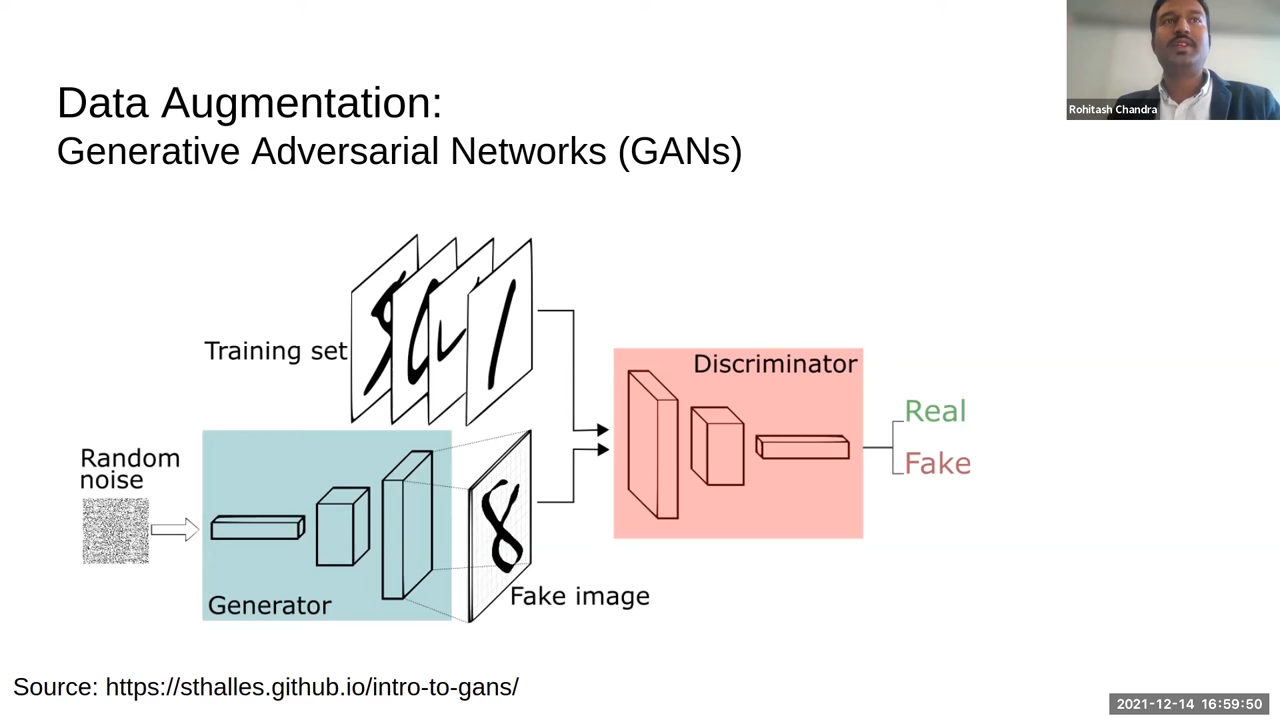 Rohitash Chandra
Data Augmentation:
Generative Adversarial Networks (GANs)
Training set
Discriminator
Real
Fake
Random
noise
8
Generator
Fake image
Source: https://sthalles.github.io/intro-to-gans/
2021-12-14 16:59:50